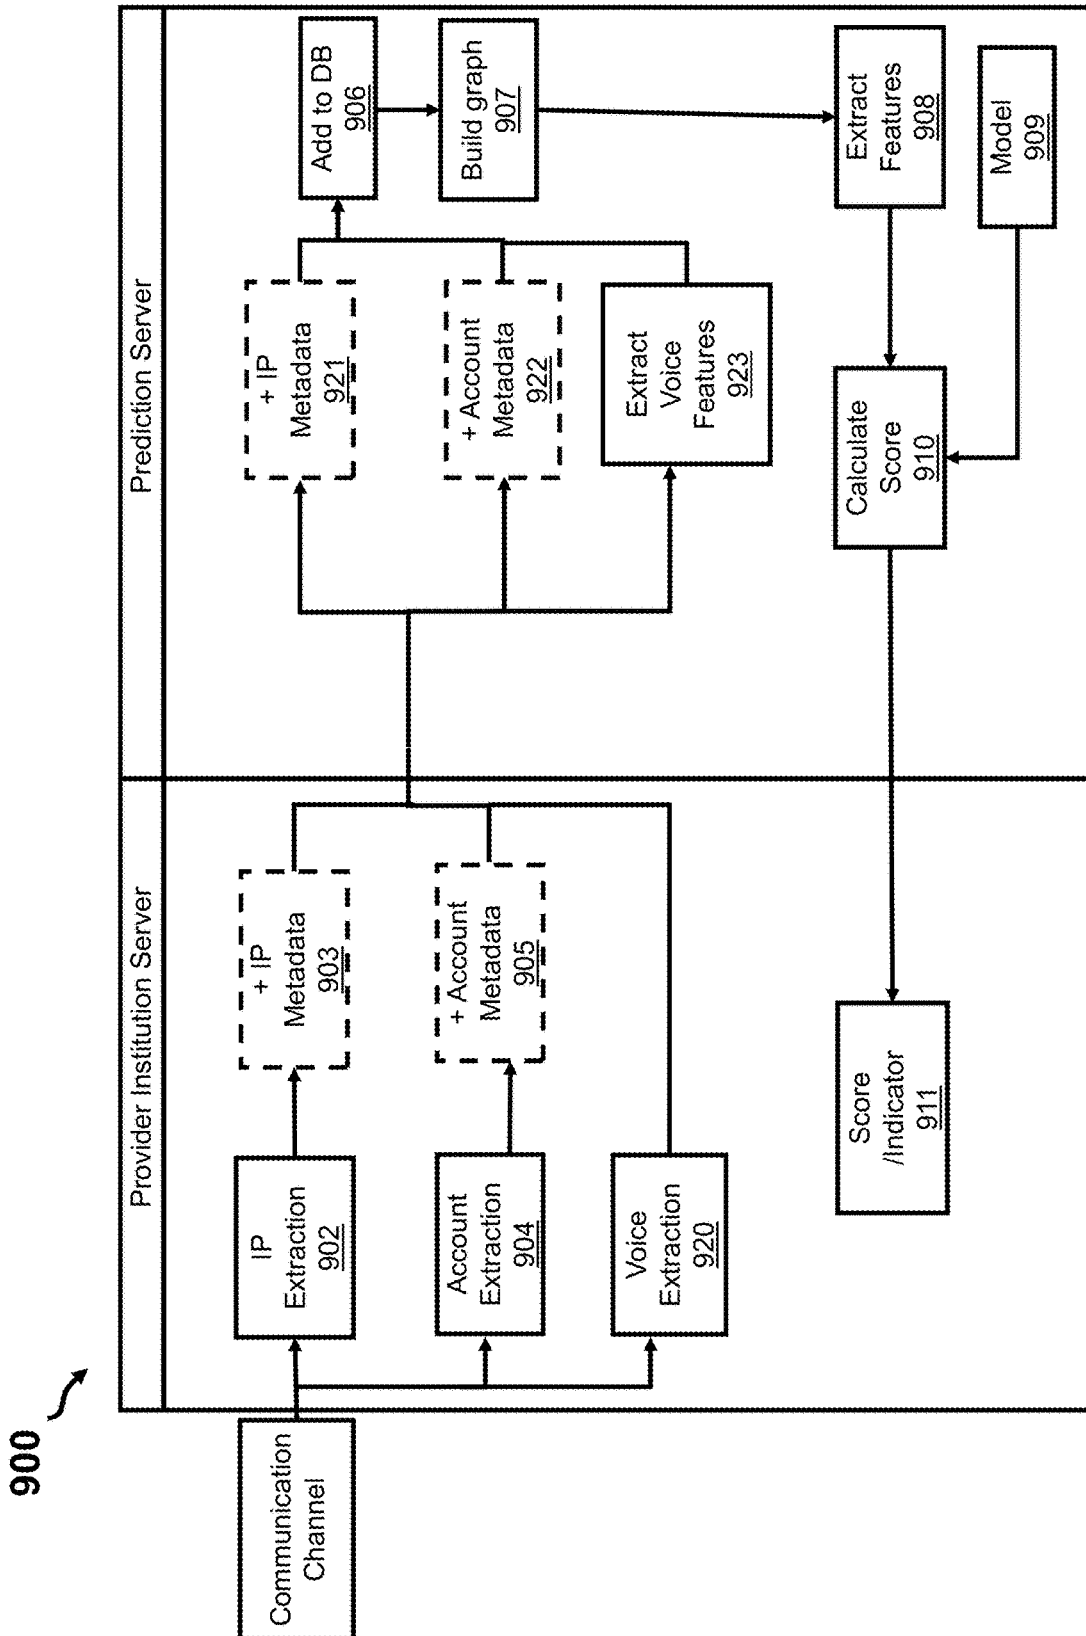 900
Provider Institution Server
Prediction Server
Communication
Channel
IP
Extraction
902
+ IP
Metadata
903
Account
Extraction
904
+ Account
Metadata
905
Voice
Extraction
920
+ IP
Metadata
921
+ Account
Metadata
922
Extract
Voice
Features
923
Add to DB
906
Build graph
907
Extract
Features
908
Model
909
Calculate
Score
910
Score
/Indicator
911